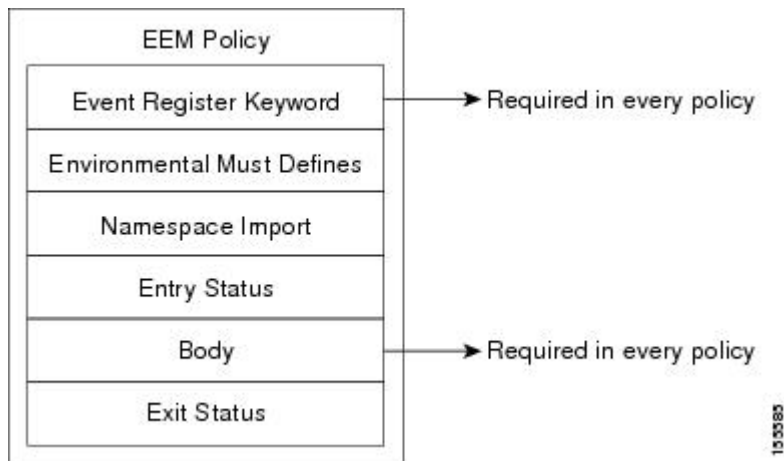 EEM Policy
Event Register Keyword
Required in every policy
Environmental Must Defines
Namespace Import
Entry Status
Body
Required in every policy
Exit Status
155585